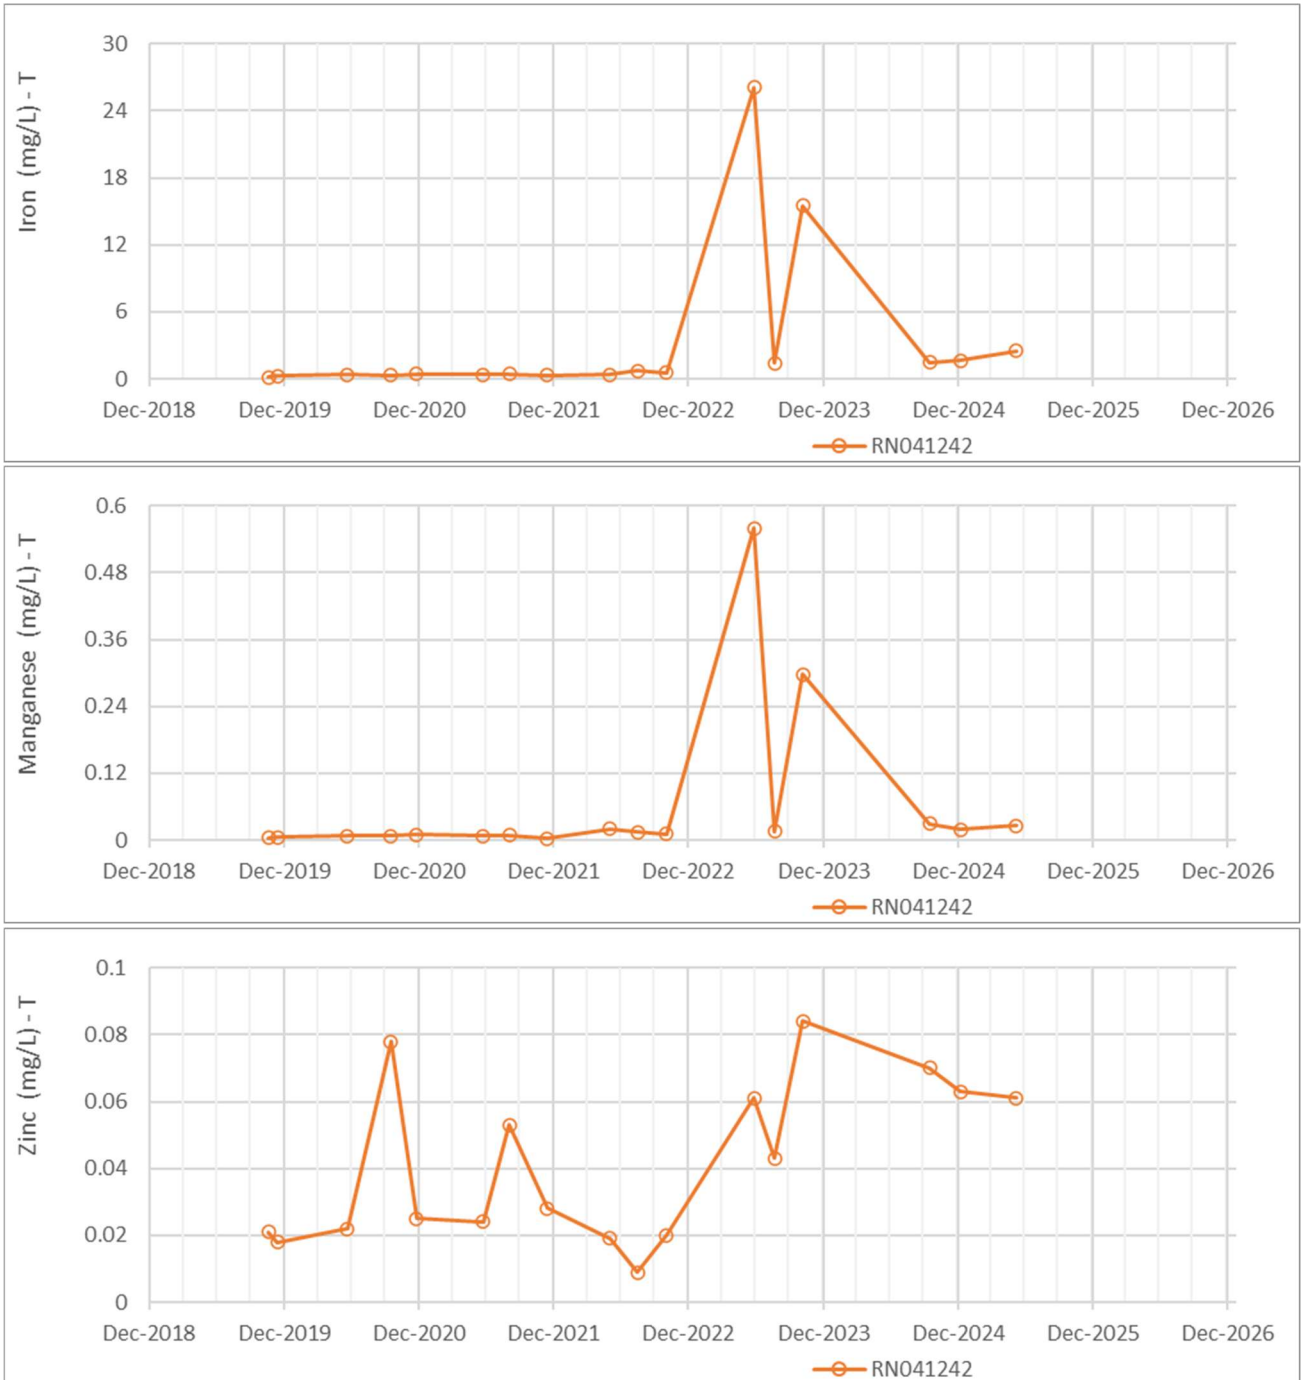 Iron (mg/L) - T
30
24
18
12
6
0
Dec-2018 Dec-2019 Dec-2020 Dec-2021 Dec-2022 Dec-2023 Dec-2024 Dec-2025 Dec-2026
RN041242
Manganese (mg/L) - T
0.6
0.48
0.36
0.24
0.12
0
Dec-2018 Dec-2019 Dec-2020 Dec-2021 Dec-2022 Dec-2023 Dec-2024 Dec-2025 Dec-2026
RN041242
Zinc (mg/L) - T
0.1
0.08
0.06
0.04
0.02
0
Dec-2018 Dec-2019 Dec-2020 Dec-2021 Dec-2022 Dec-2023 Dec-2024 Dec-2025 Dec-2026
RN041242